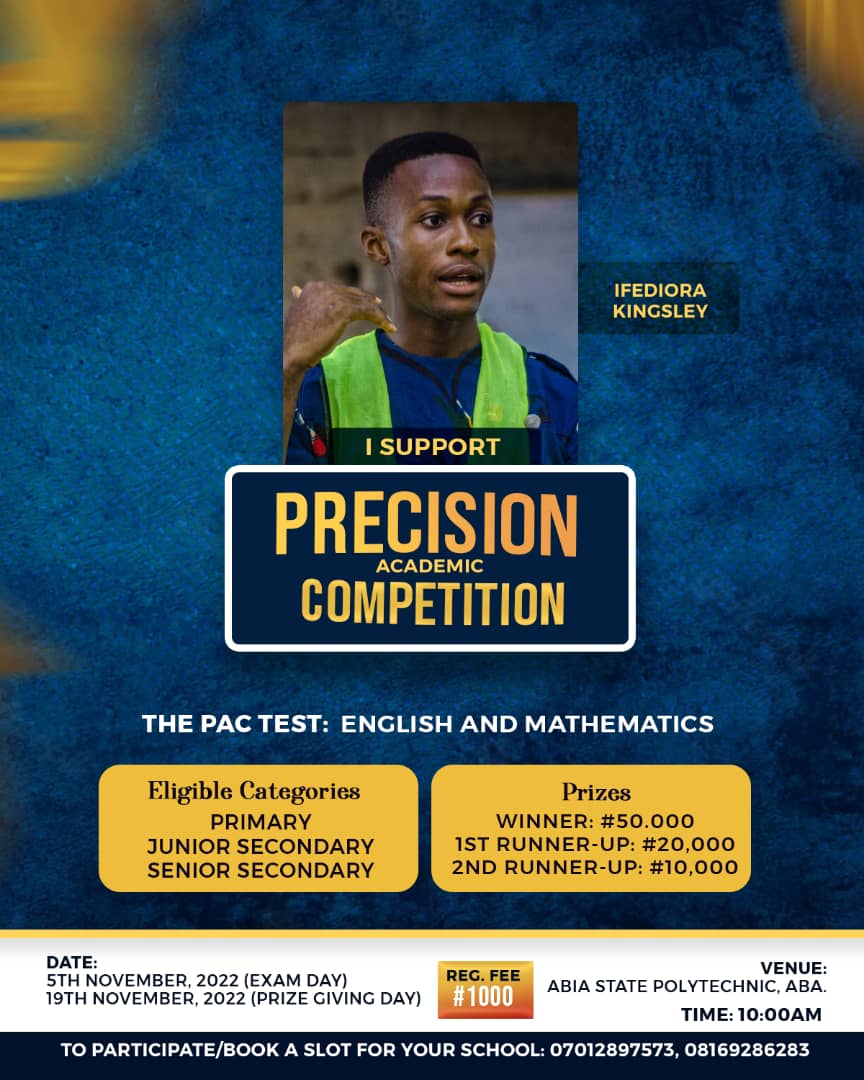 IFEDIORA
KINGSLEY
I SUPPORT
PRECISION
ACADEMIC
COMPETITION
THE PAC TEST: ENGLISH AND MATHEMATICS
Eligible Categories
PRIMARY
JUNIOR SECONDARY
SENIOR SECONDARY
Prizes
WINNER: #50.000
1ST RUNNER-UP: #20,000
2ND RUNNER-UP: #10,000
DATE:
5TH NOVEMBER, 2022 (EXAM DAY)
19TH NOVEMBER, 2022 (PRIZE GIVING DAY)
REG. FEE
#1000
VENUE:
ABIA STATE POLYTECHNIC, ABA.
TIME: 10:00AM
TO PARTICIPATE/BOOK A SLOT FOR YOUR SCHOOL: 07012897573, 08169286283